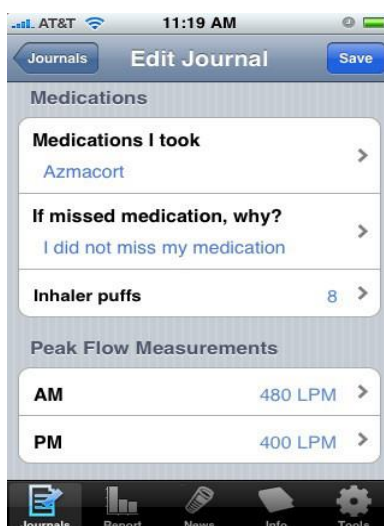 AT&T 11:19 AM
Journals Edit Journal Save
Medications
Medications I took
Azmacort
If missed medication, why?
I did not miss my medication
Inhaler puffs 8
Peak Flow Measurements
AM 480 LPM
PM 400 LPM
Journals Report News Info Tools